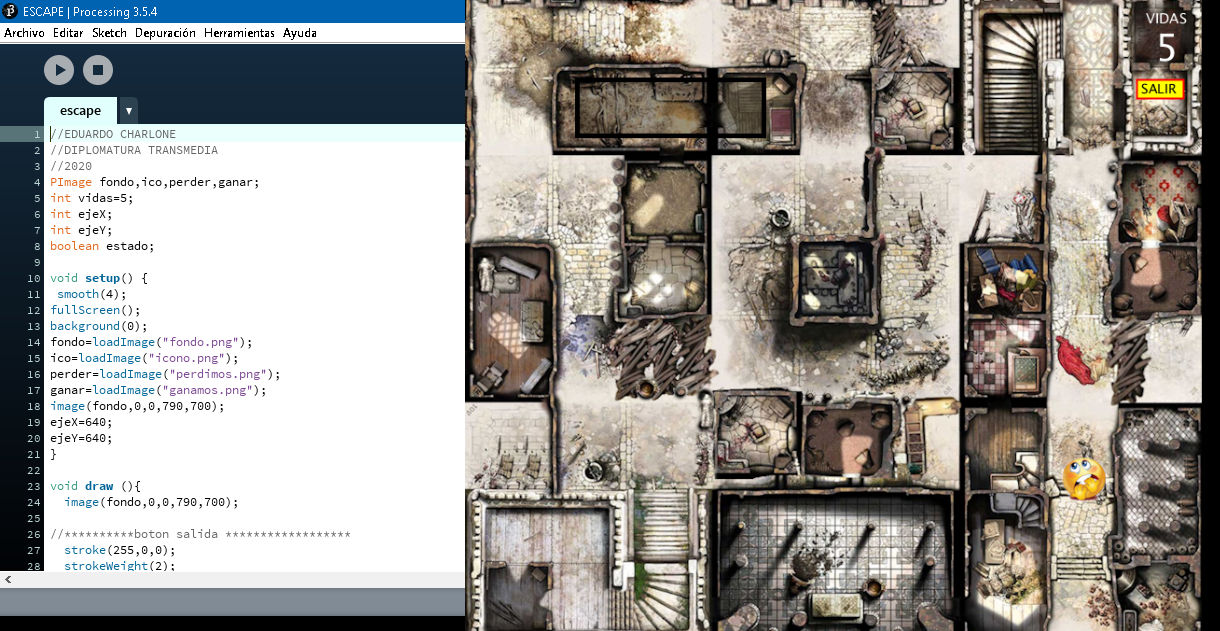 ESCAPE | Processing 3.5.4
Archivo Editar Sketch Depuración Herramientas Ayuda
escape ▼
1 //EDUARDO CHARLONE
2 //DIPLOMATURA TRANSMEDIA
3 //2020
4 PImage fondo,ico,perder,ganar;
5 int vidas=5;
6 int ejeX;
7 int ejeY;
8 boolean estado;
9
10 void setup() {
11 smooth(4);
12 fullScreen();
13 background(0);
14 fondo=loadImage("fondo.png");
15 ico=loadImage("icono.png");
16 perder=loadImage("perdimos.png");
17 ganar=loadImage("ganamos.png");
18 image(fondo,0,0,790,700);
19 ejeX=640;
20 ejeY=640;
21 }
22
23 void draw (){
24 image(fondo,0,0,790,700);
25
26 //**********boton salida ******************
27 stroke(255,0,0);
28 strokeWeight(2);
VIDAS
5
SALIR